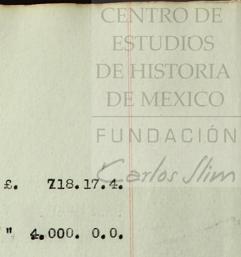 CENTRO DE
ESTUDIOS
DE HISTORIA
DE MEXICO
FUNDACIÓN
Carlos Slim
£. 718.17.4.
" 4.000. 0.0.